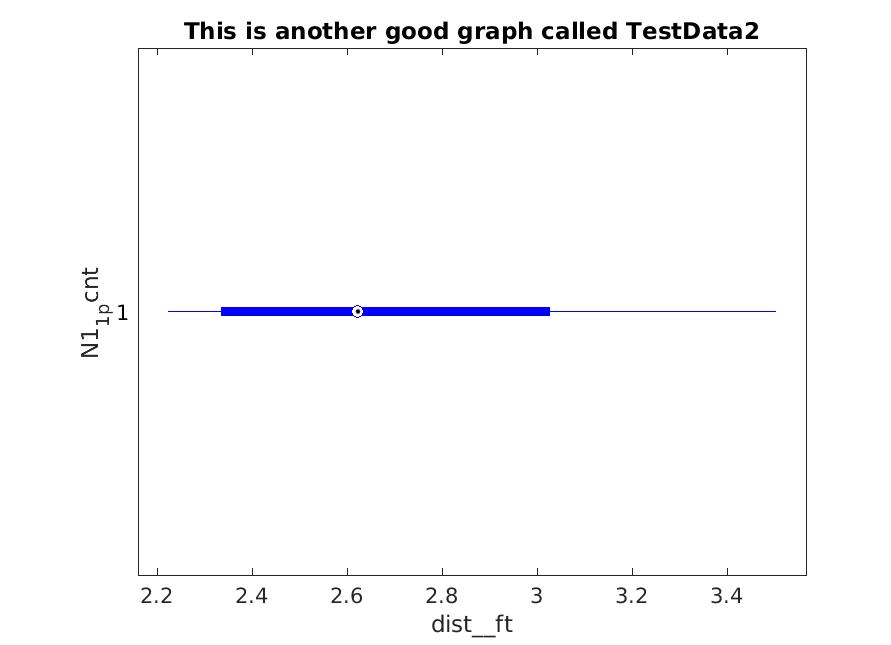 This is another good graph called TestData2
N1_1pcnt
1
2.2 2.4 2.6 2.8 3 3.2 3.4
dist__ft